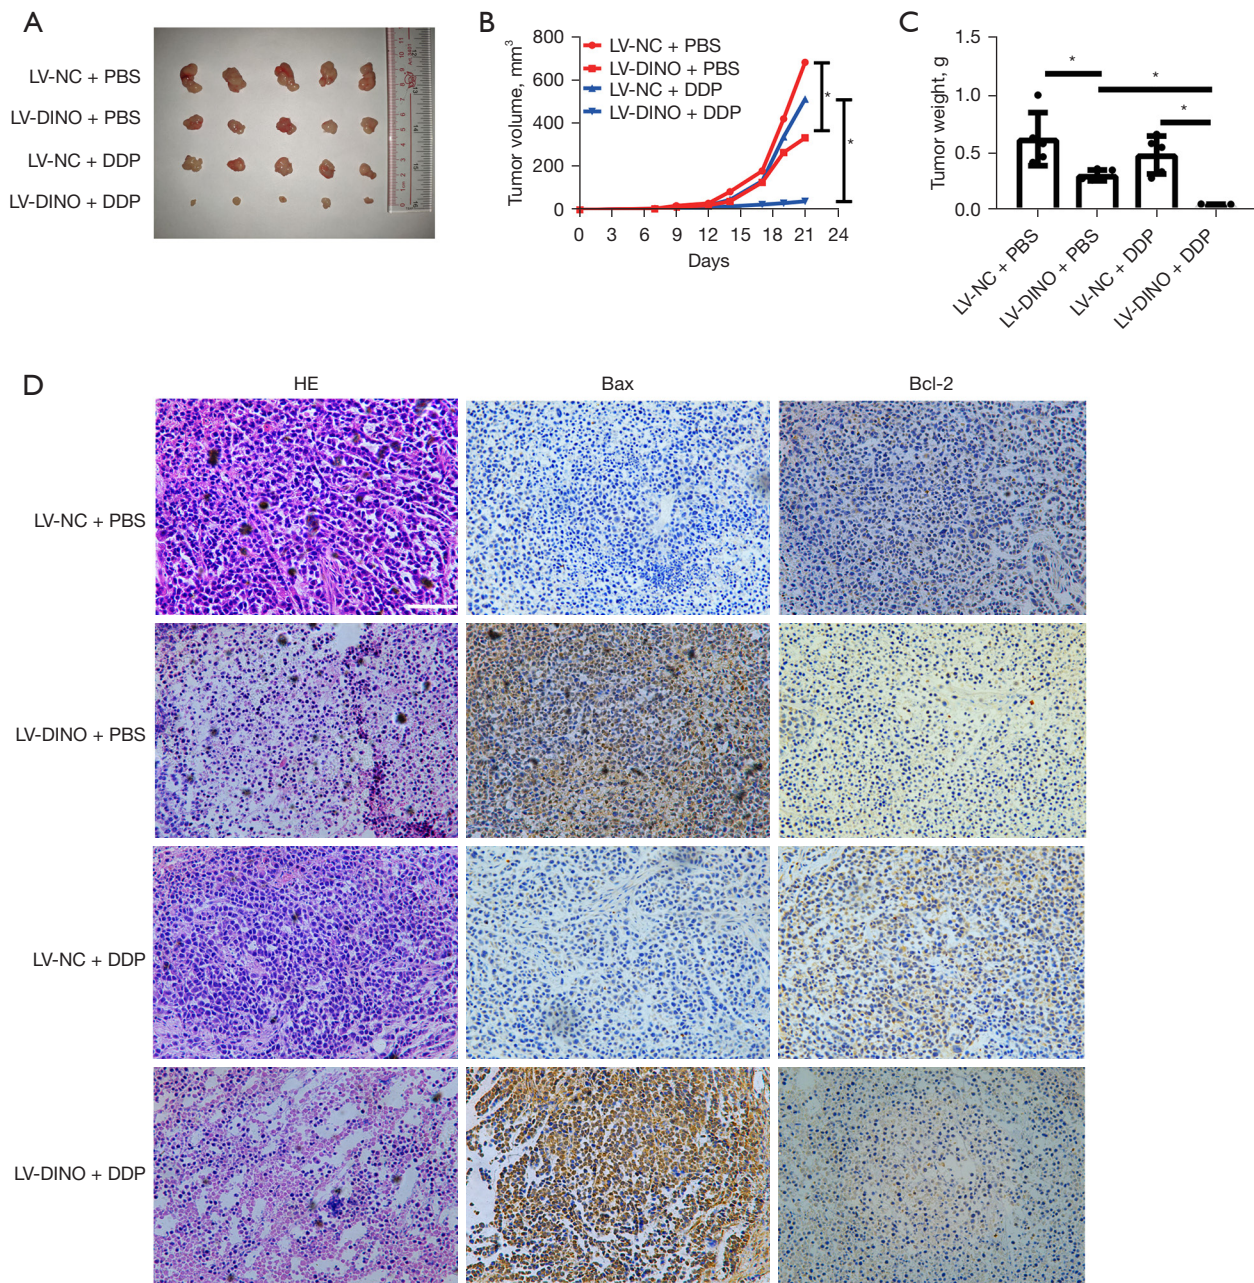 A
LV-NC + PBS
LV-DINO + PBS
LV-NC + DDP
LV-DINO + DDP
B
Tumor volume, mm³
800
600
400
200
0
0 3 6 9 12 15 18 21 24
Days
LV-NC + PBS
LV-DINO + PBS
LV-NC + DDP
LV-DINO + DDP
*
*
C
Tumor weight, g
1.5
1.0
0.5
0.0
*
*
*
LV-NC + PBS
LV-DINO + PBS
LV-NC + DDP
LV-DINO + DDP
D
HE Bax Bcl-2
LV-NC + PBS
LV-DINO + PBS
LV-NC + DDP
LV-DINO + DDP